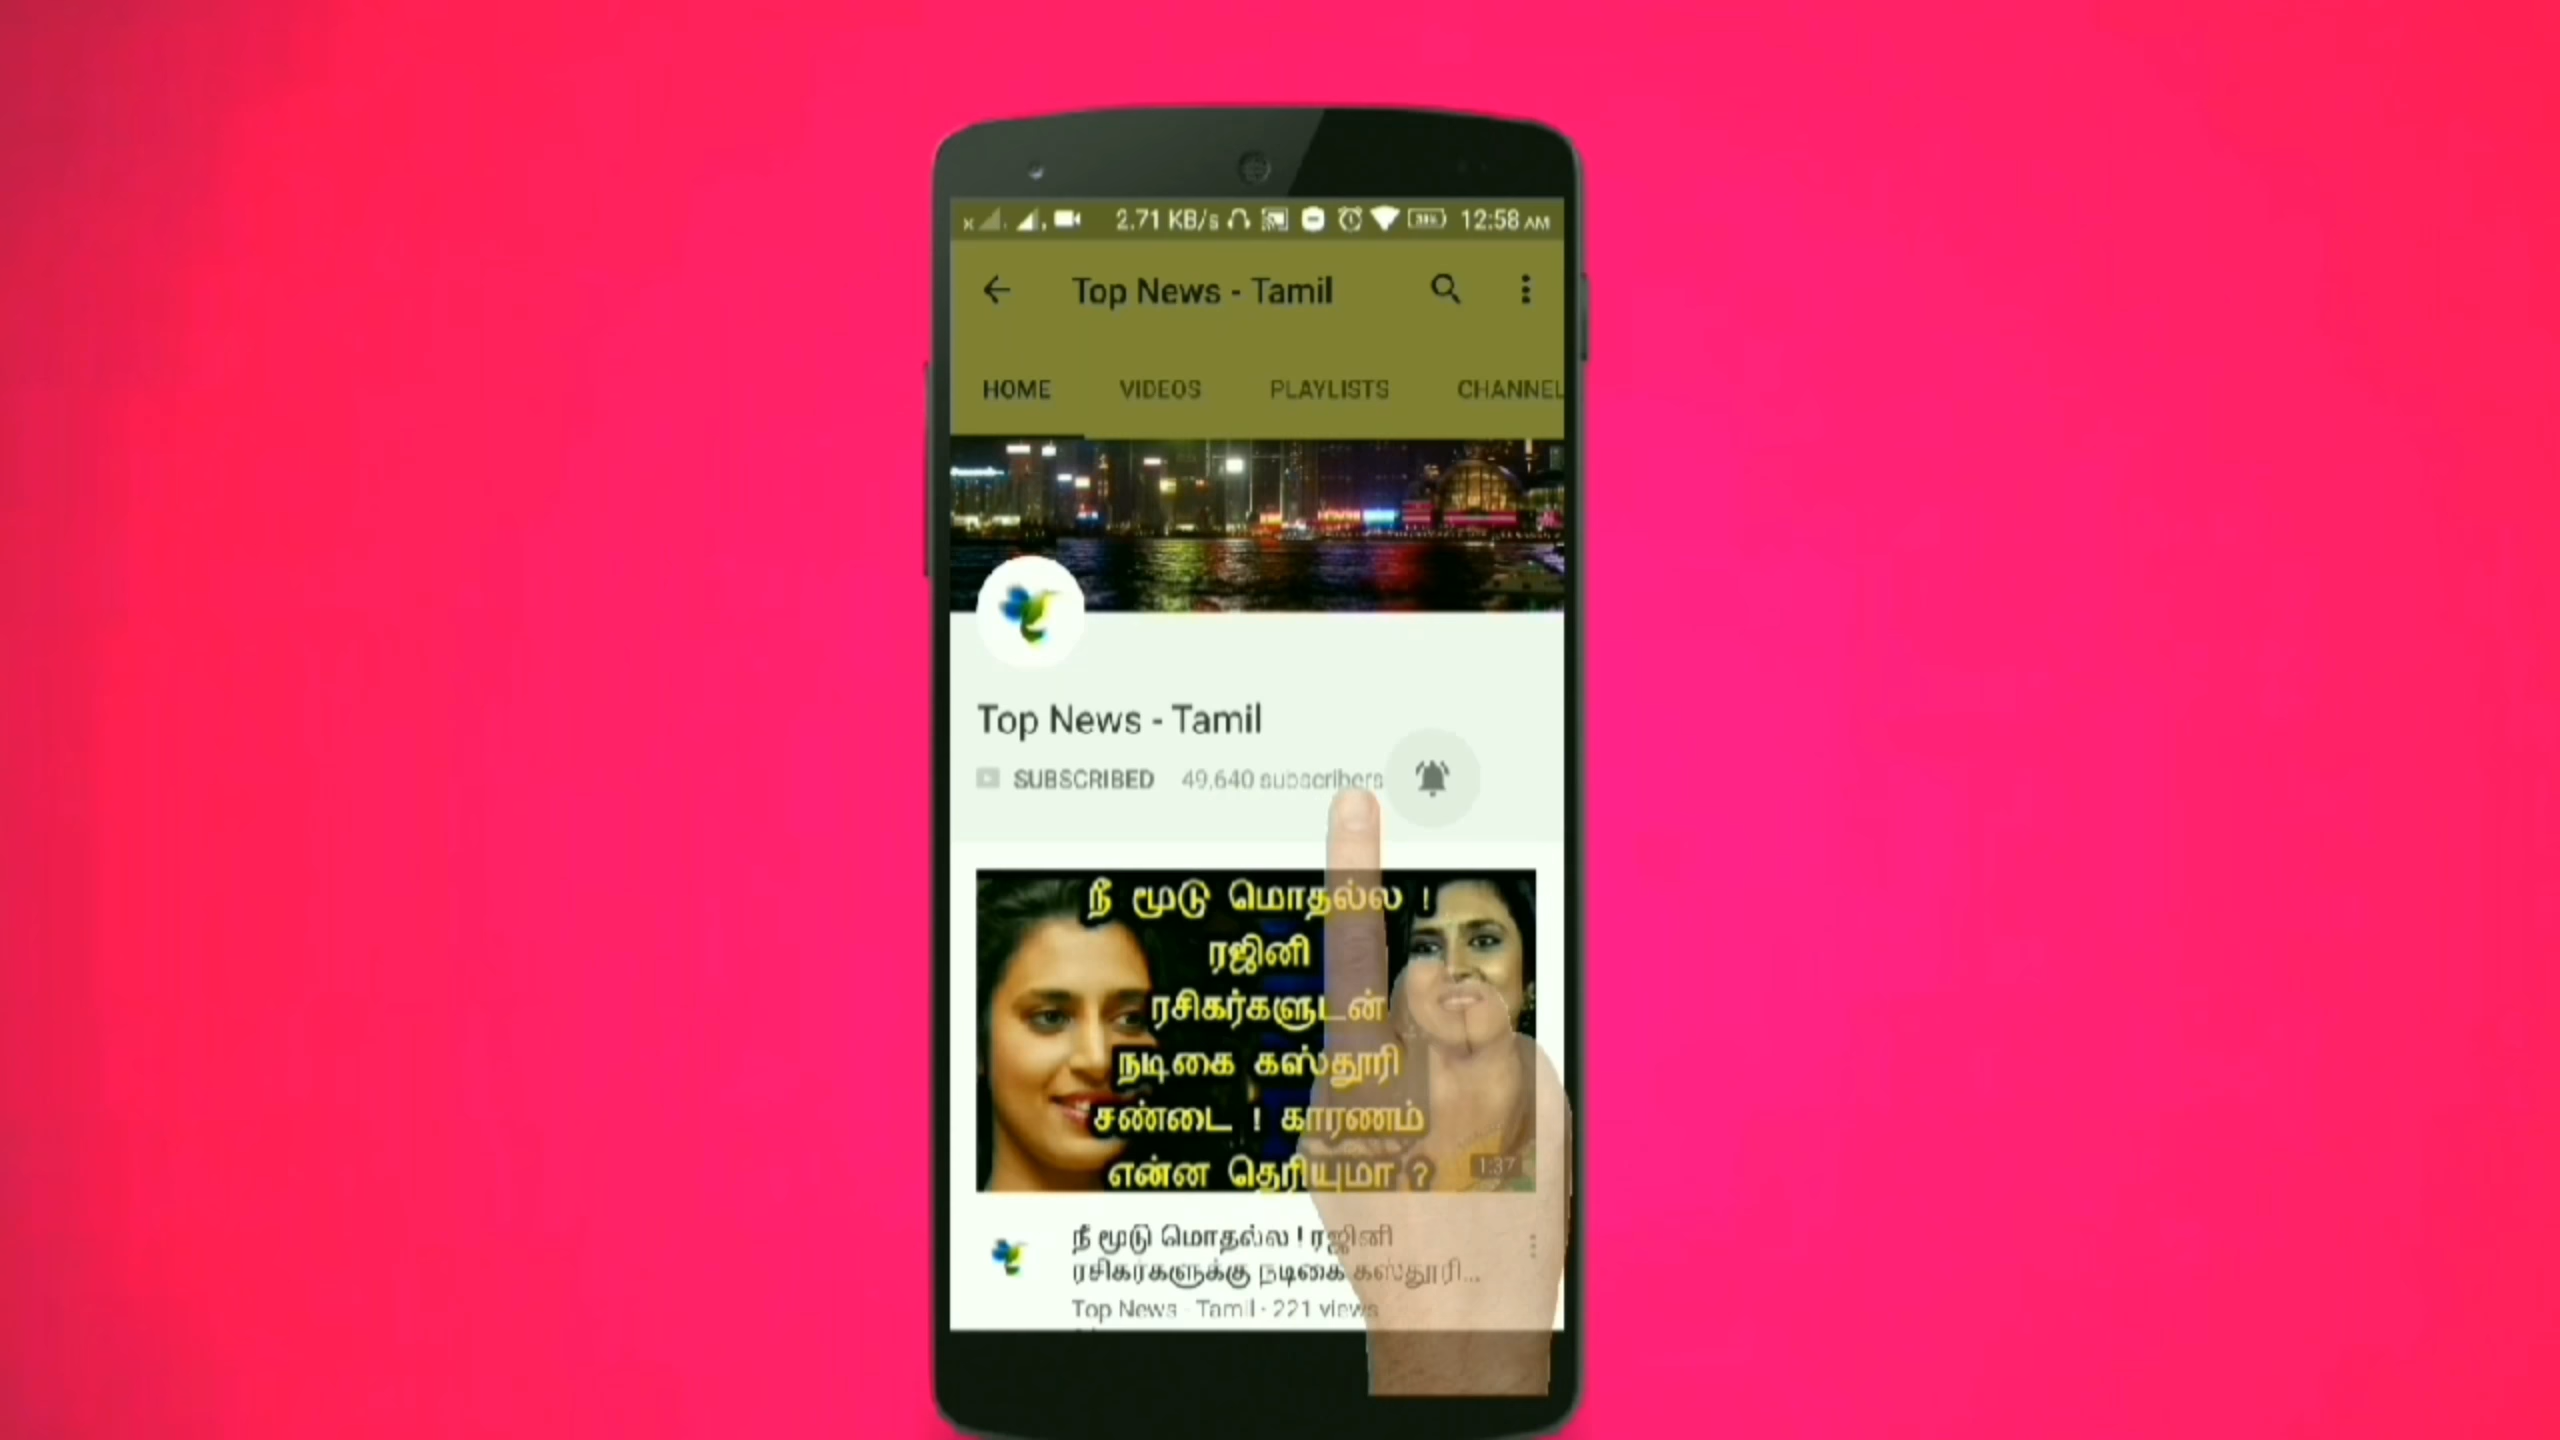 2.71 KB/s 12:58 AM
Top News - Tamil
HOME VIDEOS PLAYLISTS CHANNEL
Top News - Tamil
SUBSCRIBED 49,640 subscribers
நீ மூடு மொதல்ல !
ரஜினி
ரசிகர்களுடன்
நடிகை கஸ்தூரி
சண்டை ! காரணம்
என்ன தெரியுமா ?
1:37
நீ மூடு மொதல்ல ! ரஜினி
ரசிகர்களுக்கு நடிகை கஸ்தூரி...
Top News - Tamil · 221 views